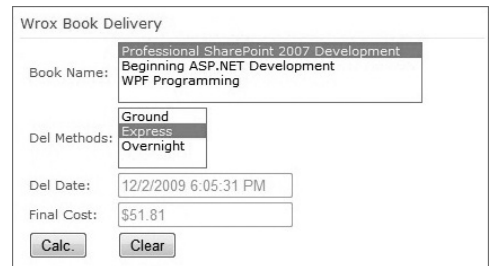 Wrox Book Delivery
Book Name:
Professional SharePoint 2007 Development
Beginning ASP.NET Development
WPF Programming
Del Methods:
Ground
Express
Overnight
Del Date: 12/2/2009 6:05:31 PM
Final Cost: $51.81
Calc. Clear